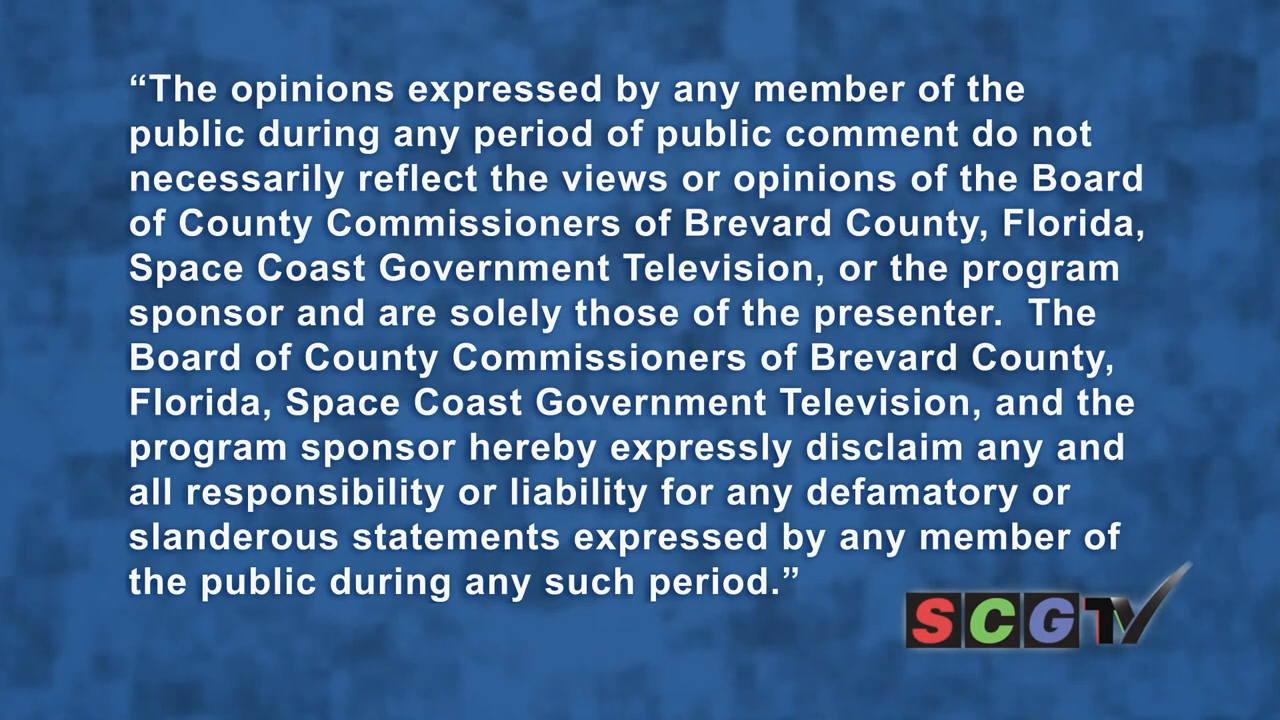 “The opinions expressed by any member of the
public during any period of public comment do not
necessarily reflect the views or opinions of the Board
of County Commissioners of Brevard County, Florida,
Space Coast Government Television, or the program
sponsor and are solely those of the presenter.  The
Board of County Commissioners of Brevard County,
Florida, Space Coast Government Television, and the
program sponsor hereby expressly disclaim any and
all responsibility or liability for any defamatory or
slanderous statements expressed by any member of
the public during any such period.”
SCGTV